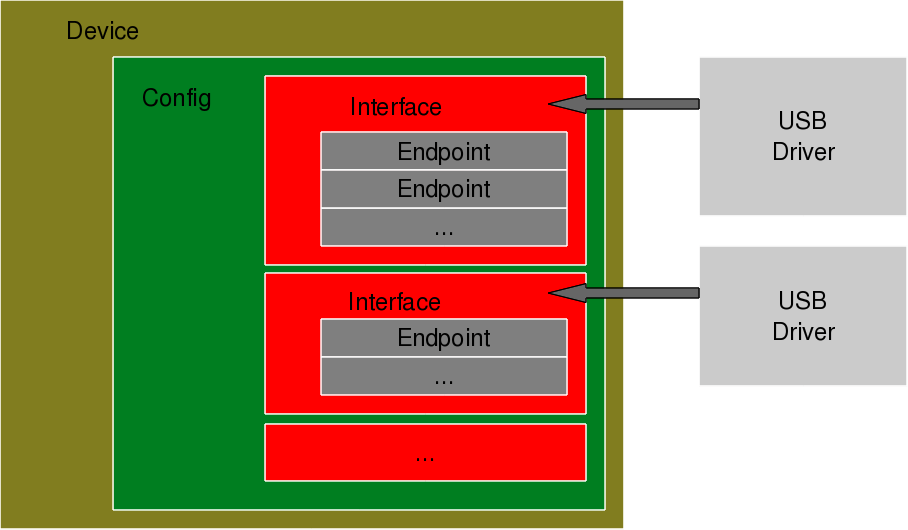 Device
Config
Interface
Endpoint
Endpoint
...
Interface
Endpoint
...
...
USB
Driver
USB
Driver